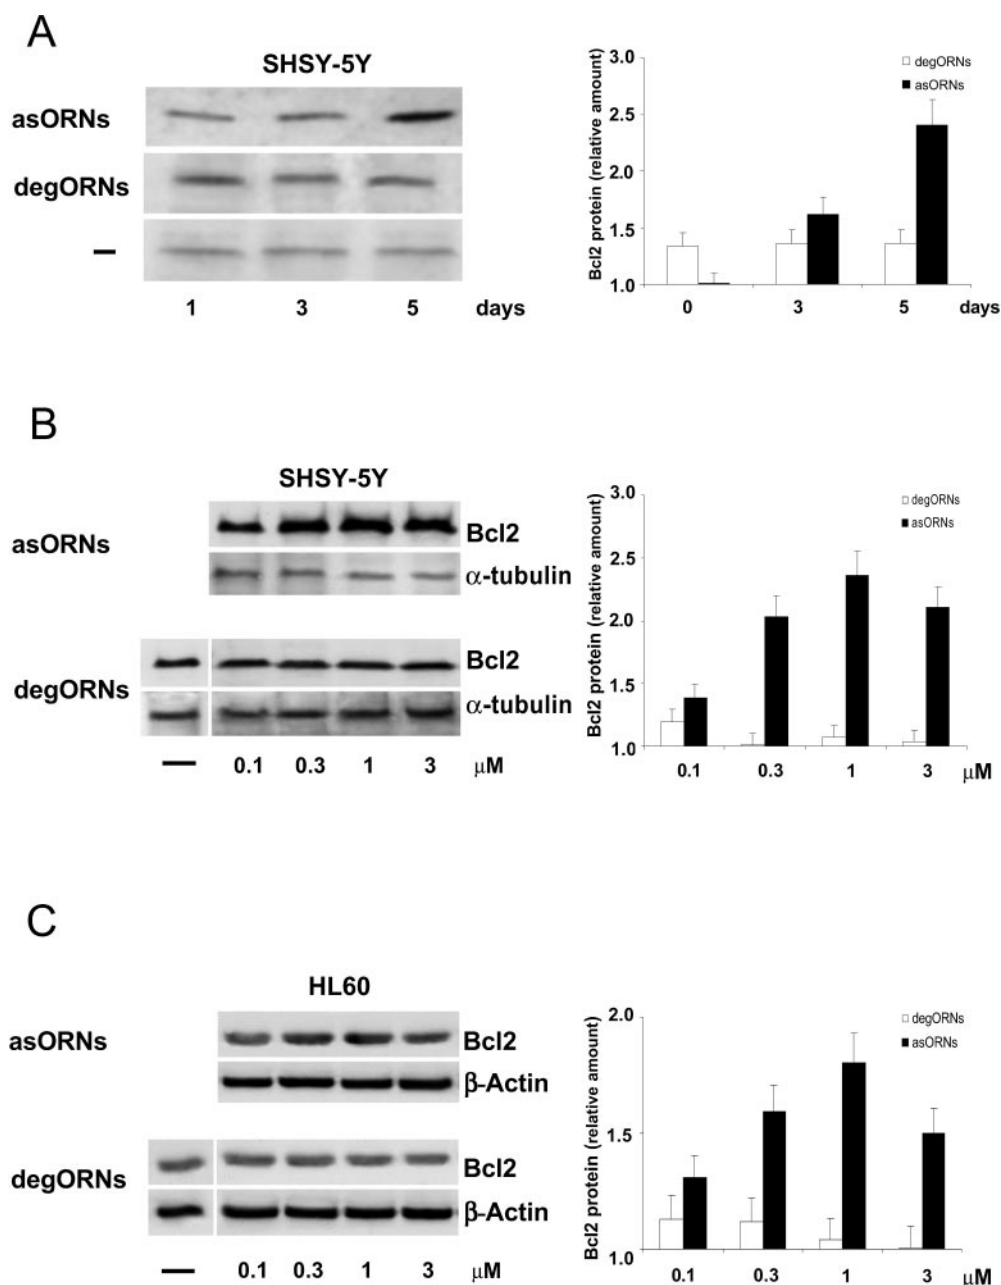 A
SHSY-5Y
asORNs
degORNs
–
1 3 5 days
Bcl2 protein (relative amount)
3.0
2.5
2.0
1.5
1.0
degORNs
asORNs
0 3 5 days
B
SHSY-5Y
asORNs
Bcl2
α-tubulin
degORNs
Bcl2
α-tubulin
— 0.1 0.3 1 3 μM
Bcl2 protein (relative amount)
3.0
2.5
2.0
1.5
1.0
degORNs
asORNs
0.1 0.3 1 3 μM
C
HL60
asORNs
Bcl2
β-Actin
degORNs
Bcl2
β-Actin
— 0.1 0.3 1 3 μM
Bcl2 protein (relative amount)
2.0
1.5
1.0
degORNs
asORNs
0.1 0.3 1 3 μM